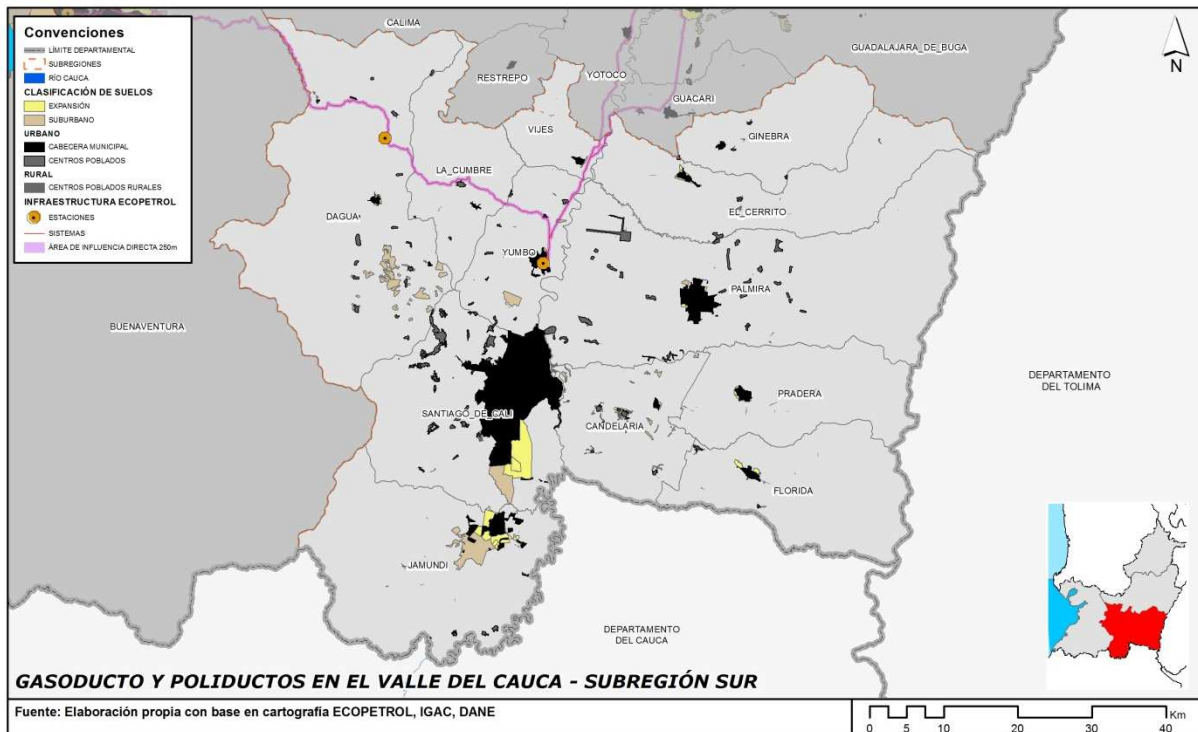 Convenciones
LÍMITE DEPARTAMENTAL
SUBREGIONES
RÍO CAUCA
CLASIFICACIÓN DE SUELOS
EXPANSIÓN
SUBURBANO
URBANO
CABECERA MUNICIPAL
CENTROS POBLADOS
RURAL
CENTROS POBLADOS RURALES
INFRAESTRUCTURA ECOPETROL
ESTACIONES
SISTEMAS
ÁREA DE INFLUENCIA DIRECTA 250m
CALIMA
GUADALAJARA_DE_BUGA
N
RESTREPO
YOTOCO
GUACARI
VIJES
GINEBRA
LA_CUMBRE
DAGUA
EL_CERRITO
YUMBO
PALMIRA
BUENAVENTURA
DEPARTAMENTO
DEL TOLIMA
PRADERA
SANTIAGO_DE_CALI
CANDELARIA
FLORIDA
JAMUNDI
DEPARTAMENTO
DEL CAUCA
GASODUCTO Y POLIDUCTOS EN EL VALLE DEL CAUCA - SUBREGIÓN SUR
Fuente: Elaboración propia con base en cartografía ECOPETROL, IGAC, DANE
Km
0 5 10 20 30 40